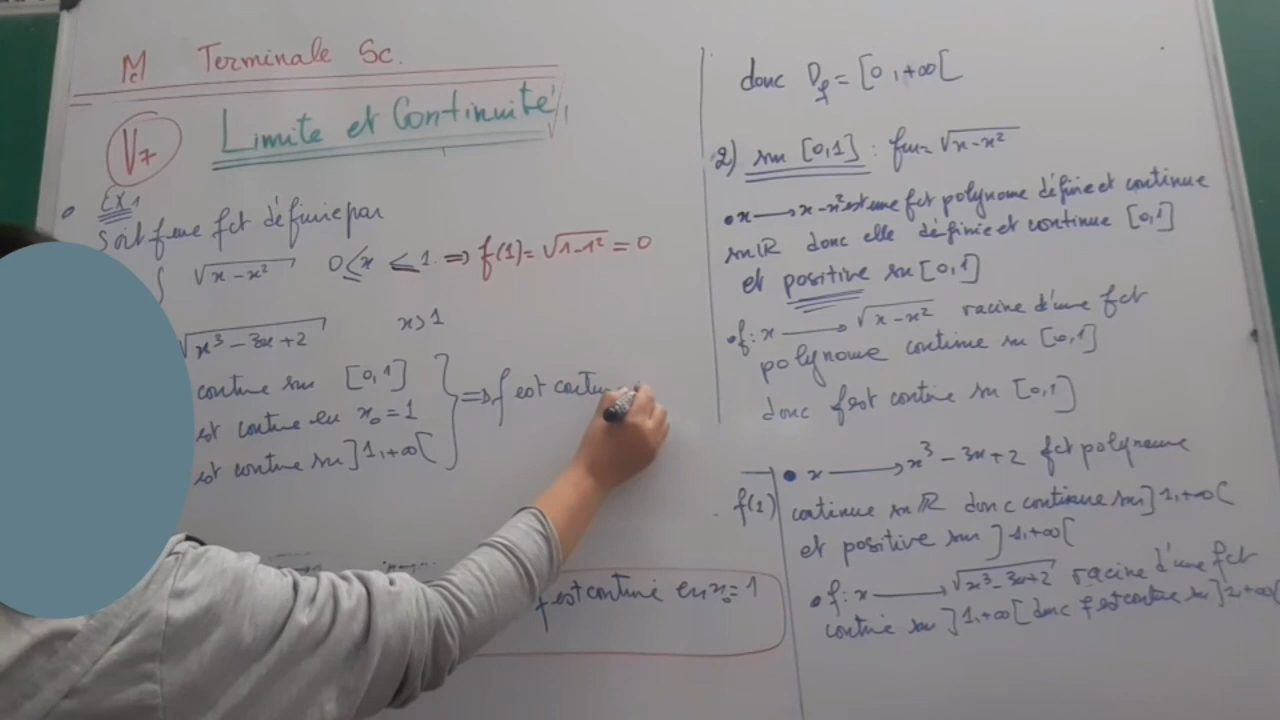 Terminale Sc.
V7 Limite et Continuité
EX1
Soit f une fct définie par
√x-x² 0 ≤ x ≤ 1 ⇒ f(1) = √1-1² = 0
√x³-3x+2 x > 1
continue sur [0,1]
est continue en x₀ = 1 ⇒ f est contin
est continue sur ]1,+∞[
f est continue en x₀ = 1
donc Df = [0,+∞[
2) sur [0,1] : f(x) = √x-x²
• x → x-x² est une fct polynome définie et continue
sur ℝ donc elle définie et continue [0,1]
et positive sur [0,1]
• f: x → √x-x² racine d'une fct
polynome continue sur [0,1]
donc f est continue sur [0,1]
• x → x³-3x+2 fct polynome
f(1) continue sur ℝ donc continue sur ]1,+∞[
et positive sur ]1,+∞[
• f: x → √x³-3x+2 racine d'une fct
continue sur ]1,+∞[ donc f est continue sur ]1,+∞[